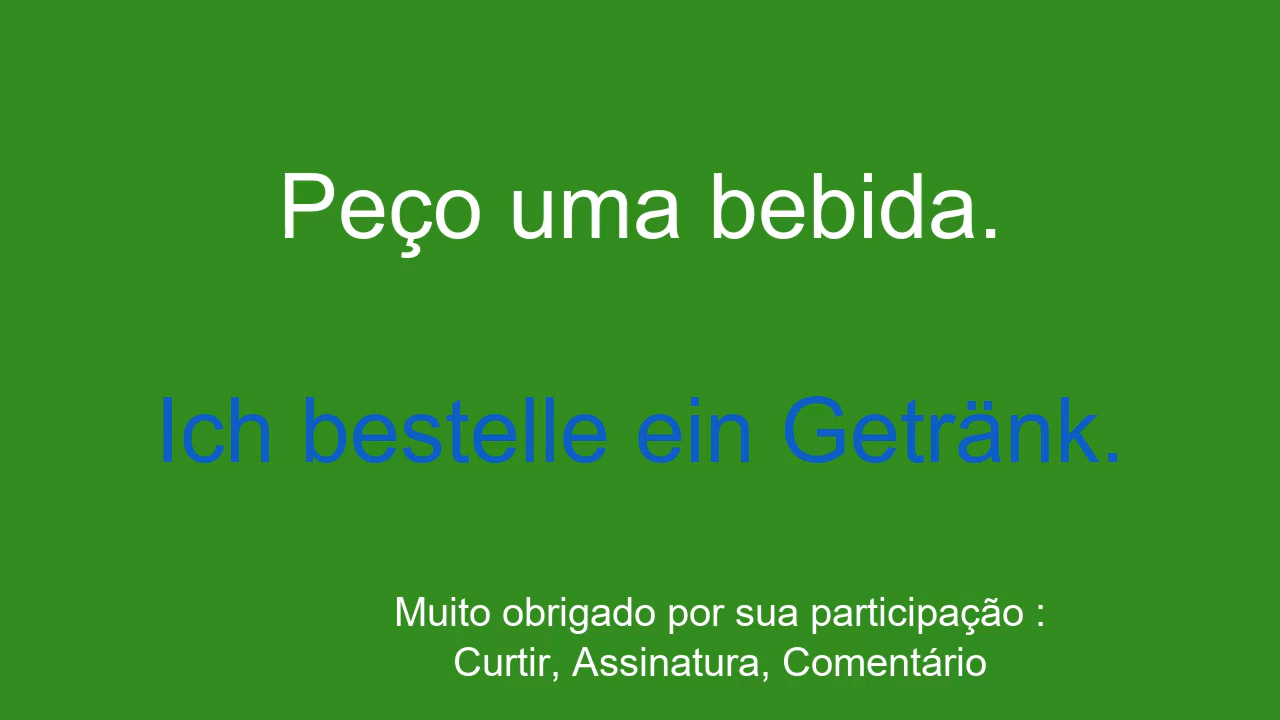 Peço uma bebida.
Ich bestelle ein Getränk.
Muito obrigado por sua participação :
Curtir, Assinatura, Comentário